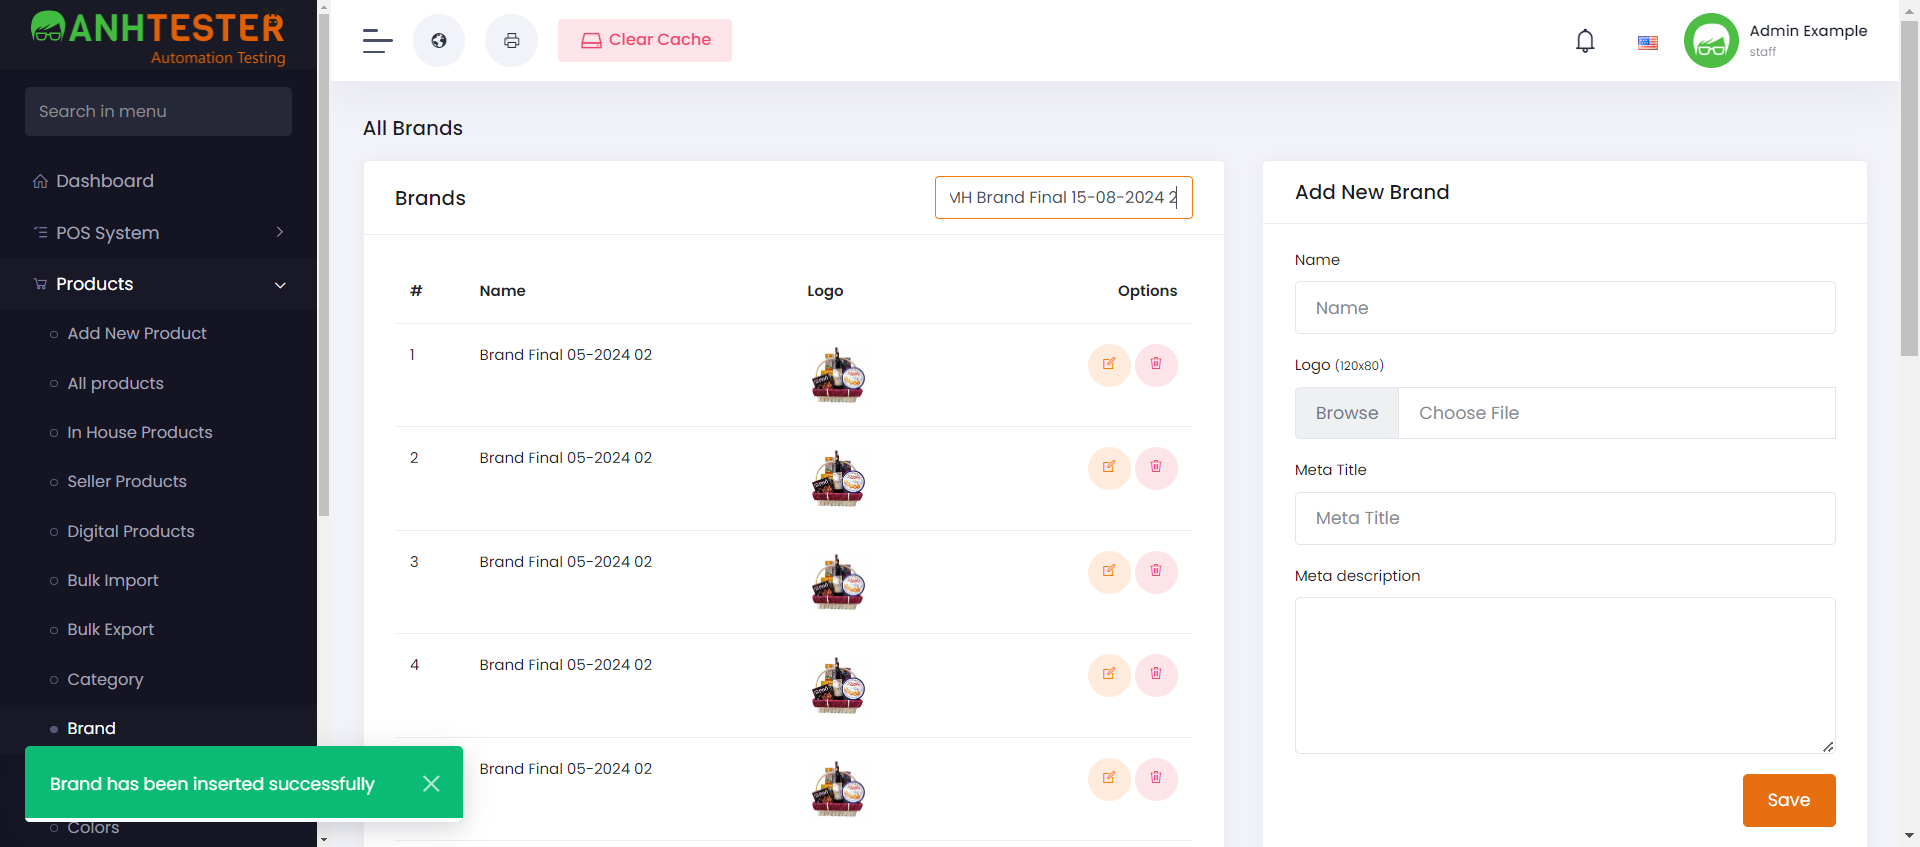 ANHTESTER
Automation Testing
Search in menu
Dashboard
POS System
Products
Add New Product
All products
In House Products
Seller Products
Digital Products
Bulk Import
Bulk Export
Category
Brand
Colors
Brand has been inserted successfully
Clear Cache
Admin Example
staff
All Brands
Brands
MH Brand Final 15-08-2024 2
# Name Logo Options
1 Brand Final 05-2024 02
2 Brand Final 05-2024 02
3 Brand Final 05-2024 02
4 Brand Final 05-2024 02
Brand Final 05-2024 02
Add New Brand
Name
Name
Logo (120x80)
Browse Choose File
Meta Title
Meta Title
Meta description
Save